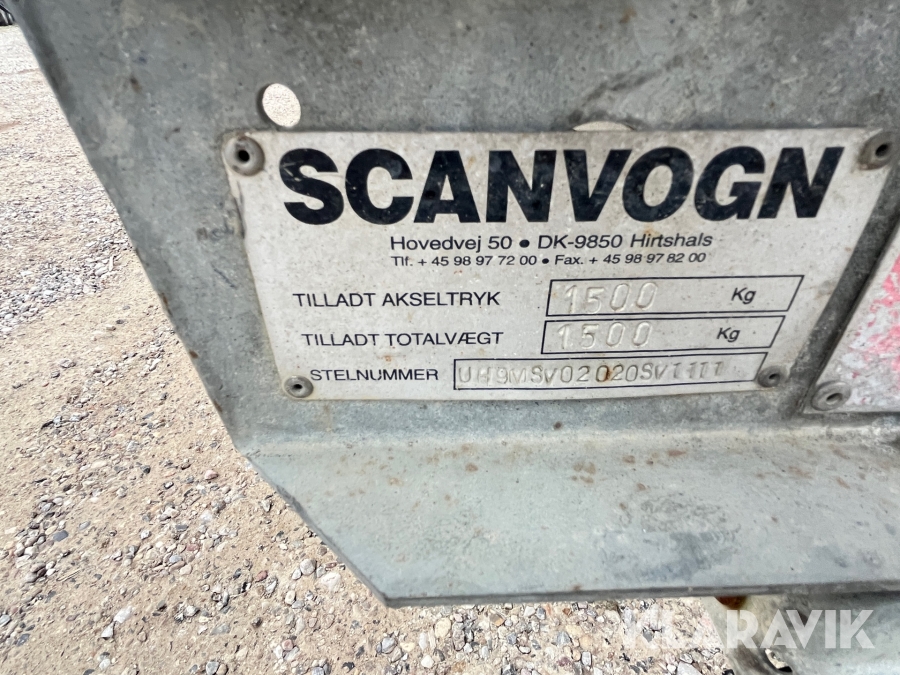 SCANVOGN
Hovedvej 50 • DK-9850 Hirtshals
Tlf. + 45 98 97 72 00 • Fax. + 45 98 97 82 00
TILLADT AKSELTRYK 1500 Kg
TILLADT TOTALVÆGT 1500 Kg
STELNUMMER
KLARAVIK